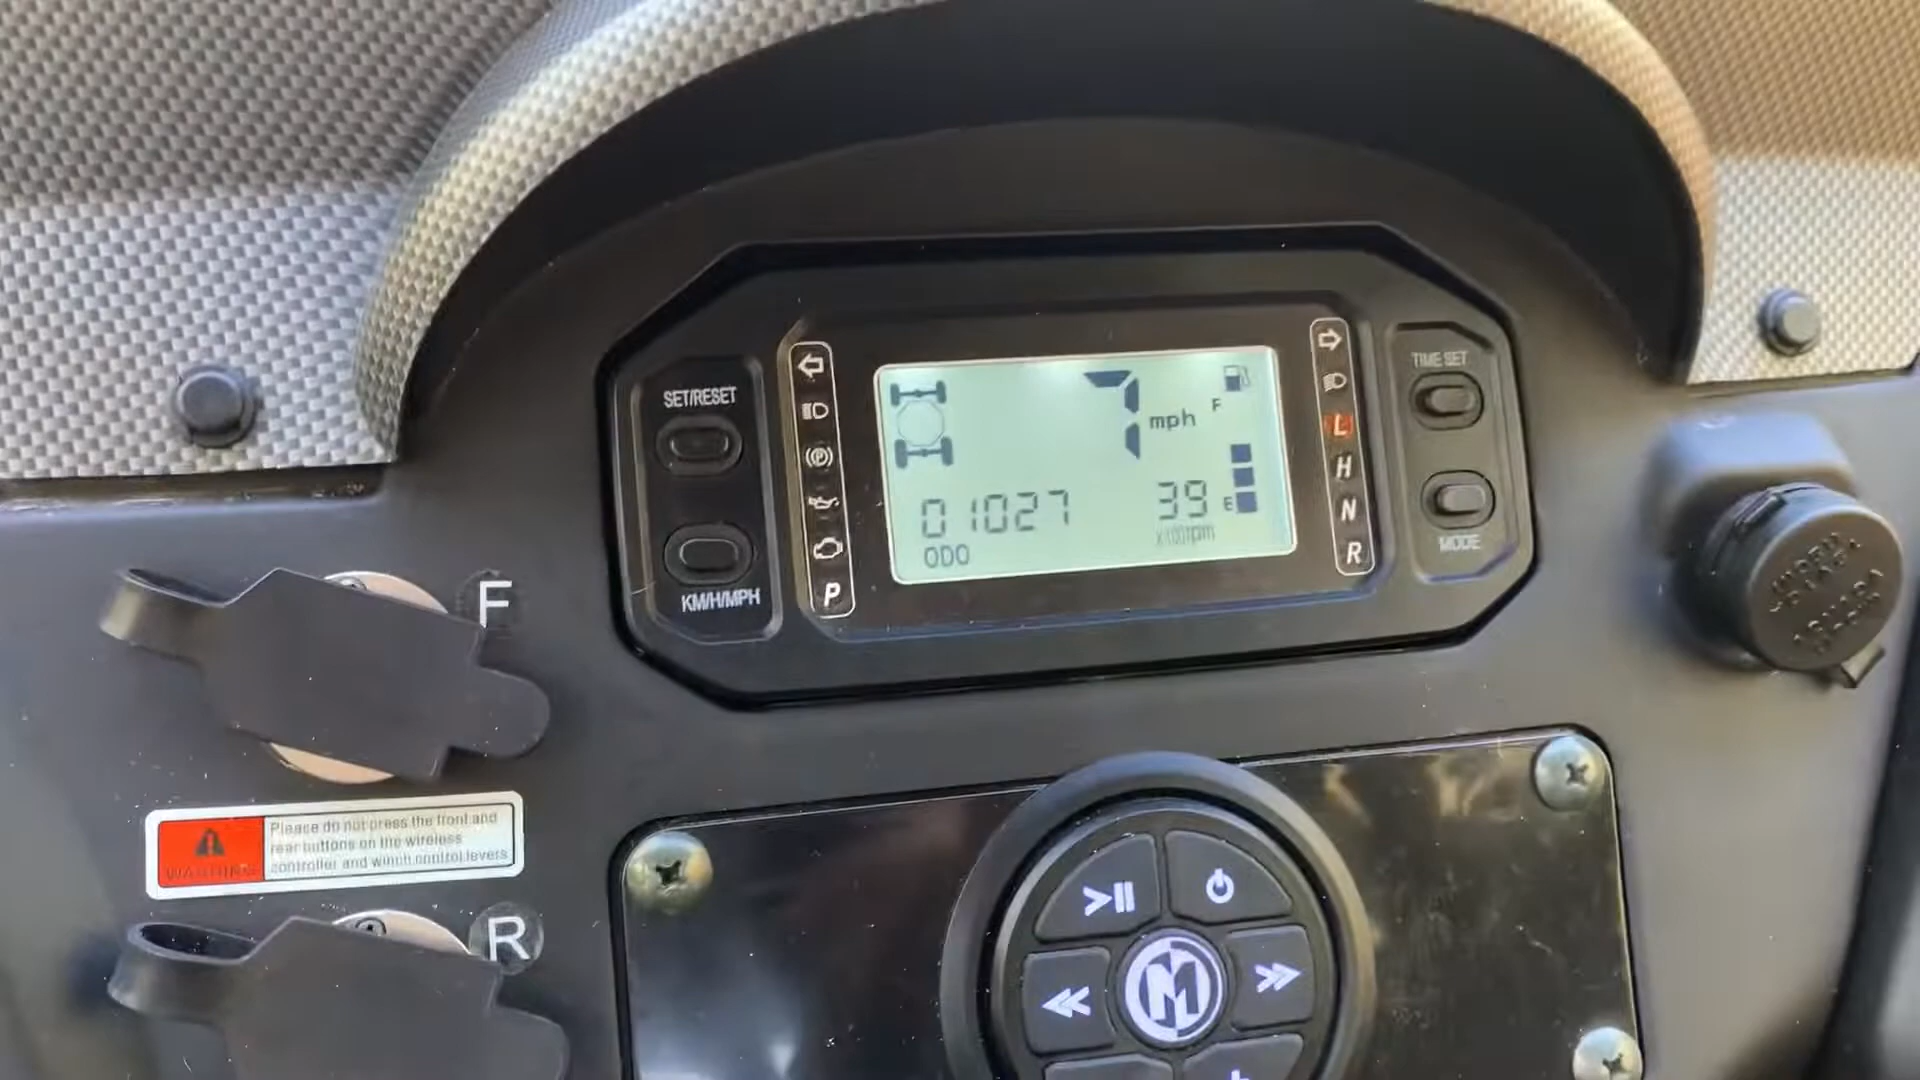 SET/RESET
KM/H/MPH
P
7
mph
F
E
01027
ODO
39
x100rpm
L
H
N
R
TIME SET
MODE
F
WARNING
Please do not press the front and
rear buttons on the wireless
controller and winch control levers
R
M